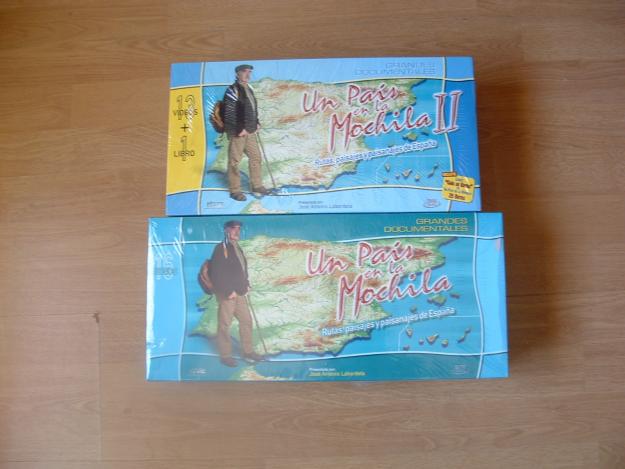 GRANDES
DOCUMENTALES
13
VIDEOS
+
1
LIBRO
Un País
en la
Mochila II
Rutas, paisajes y paisanajes de España
Presentado por:
José Antonio Labordeta
GRANDES
DOCUMENTALES
16
Un País
en la
Mochila
Rutas, paisajes y paisanajes de España
Presentado por:
José Antonio Labordeta